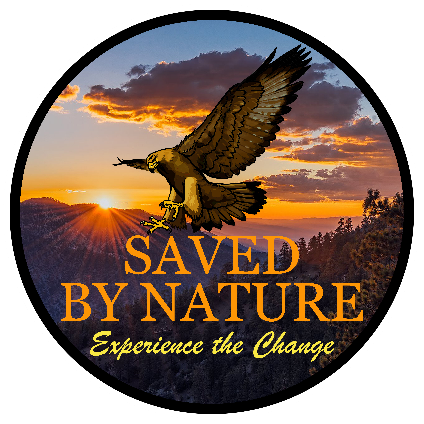 SAVED
BY NATURE
Experience the Change